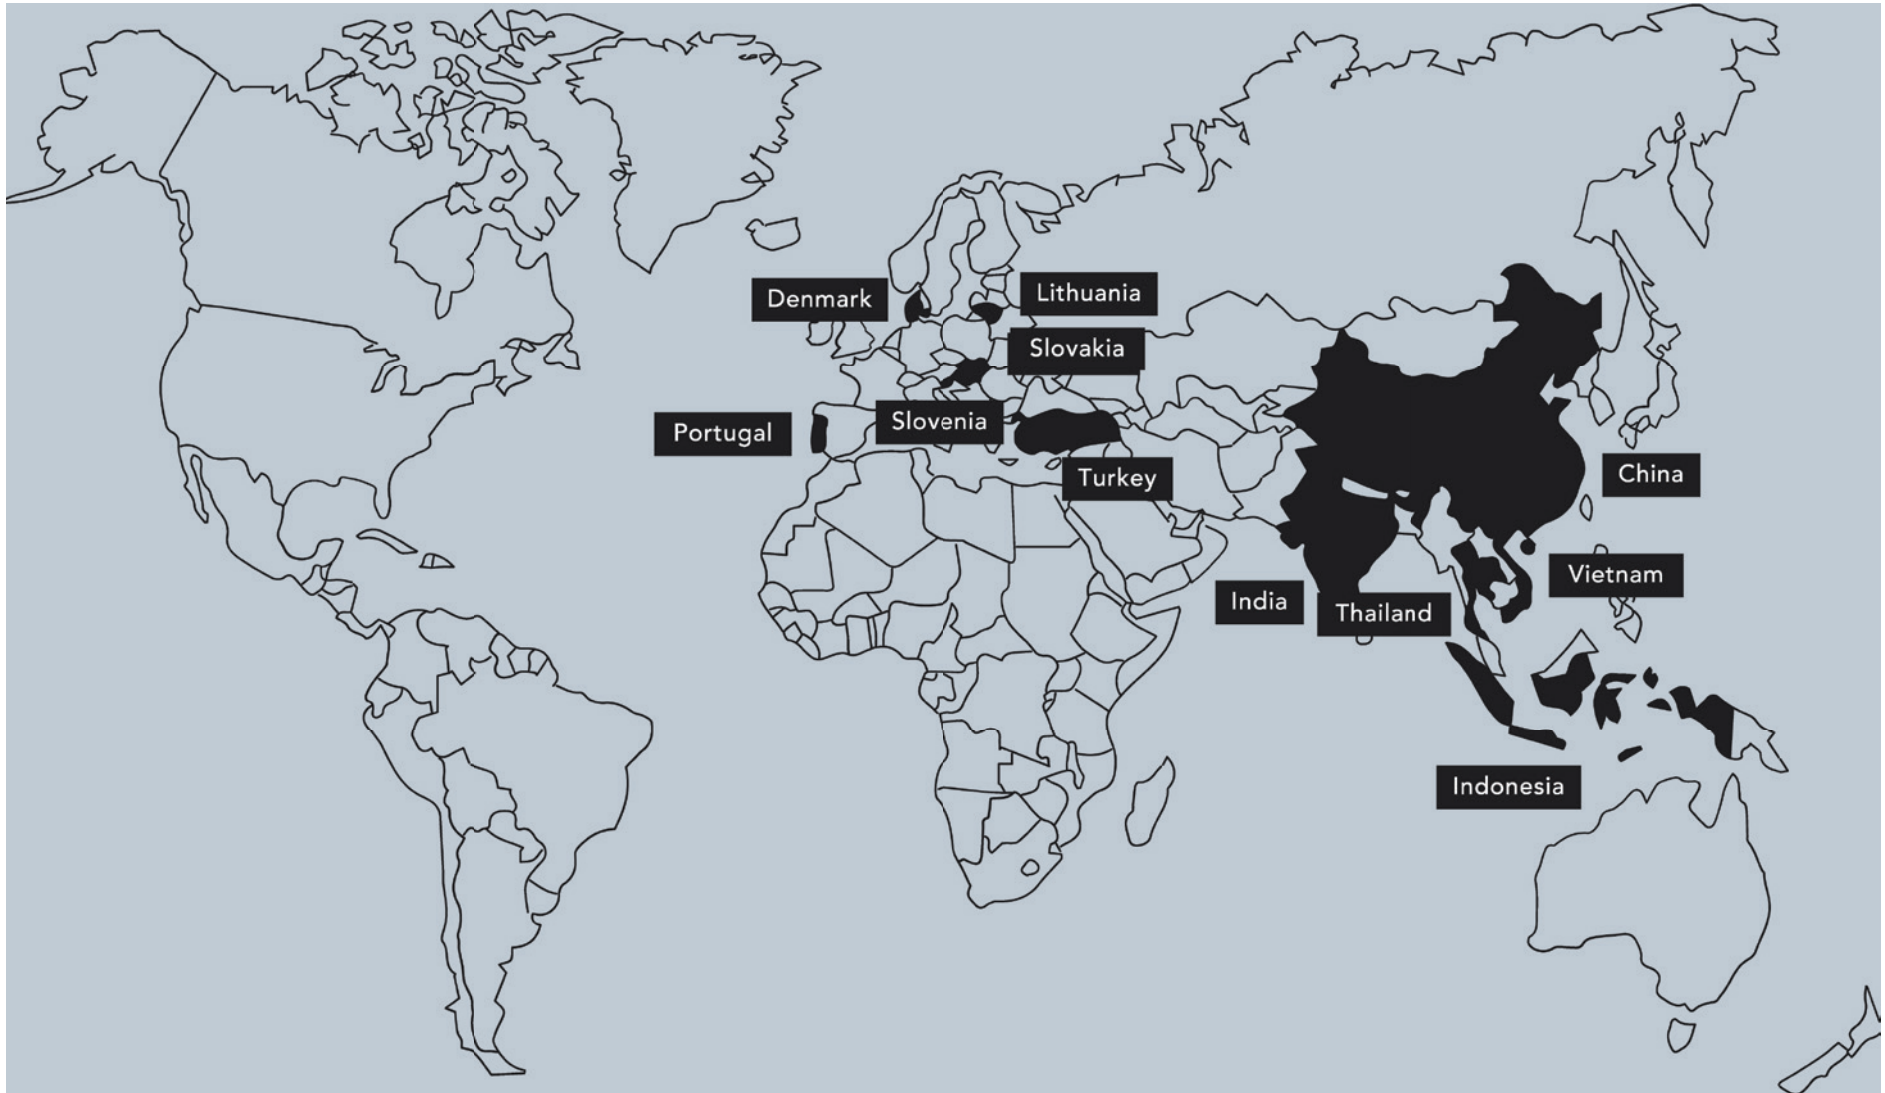 Denmark
Lithuania
Slovakia
Slovenia
Portugal
Turkey
China
Vietnam
India
Thailand
Indonesia